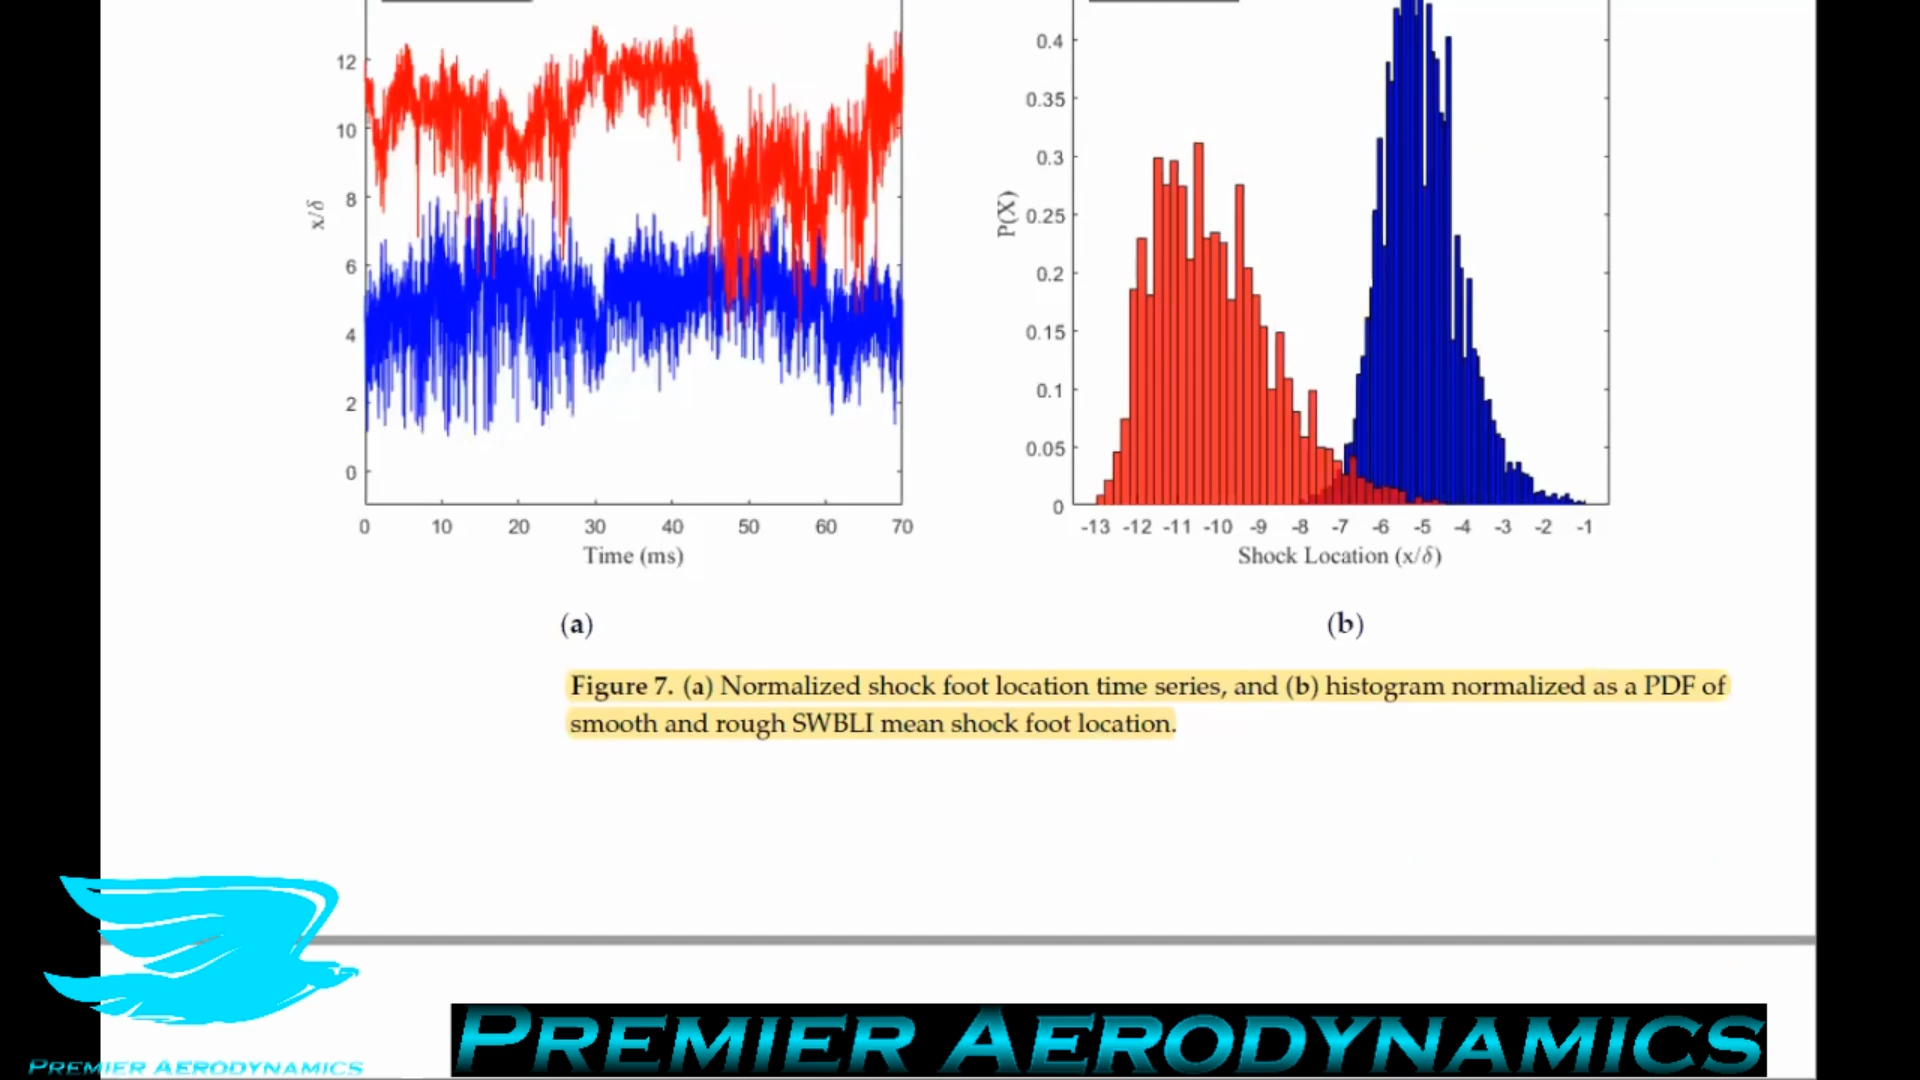 12
10
8
6
4
2
0
x/δ
0 10 20 30 40 50 60 70
Time (ms)
(a)
0.4
0.35
0.3
0.25
0.2
0.15
0.1
0.05
0
P(X)
-13 -12 -11 -10 -9 -8 -7 -6 -5 -4 -3 -2 -1
Shock Location (x/δ)
(b)
Figure 7. (a) Normalized shock foot location time series, and (b) histogram normalized as a PDF of
smooth and rough SWBLI mean shock foot location.
PREMIER AERODYNAMICS
PREMIER AERODYNAMICS